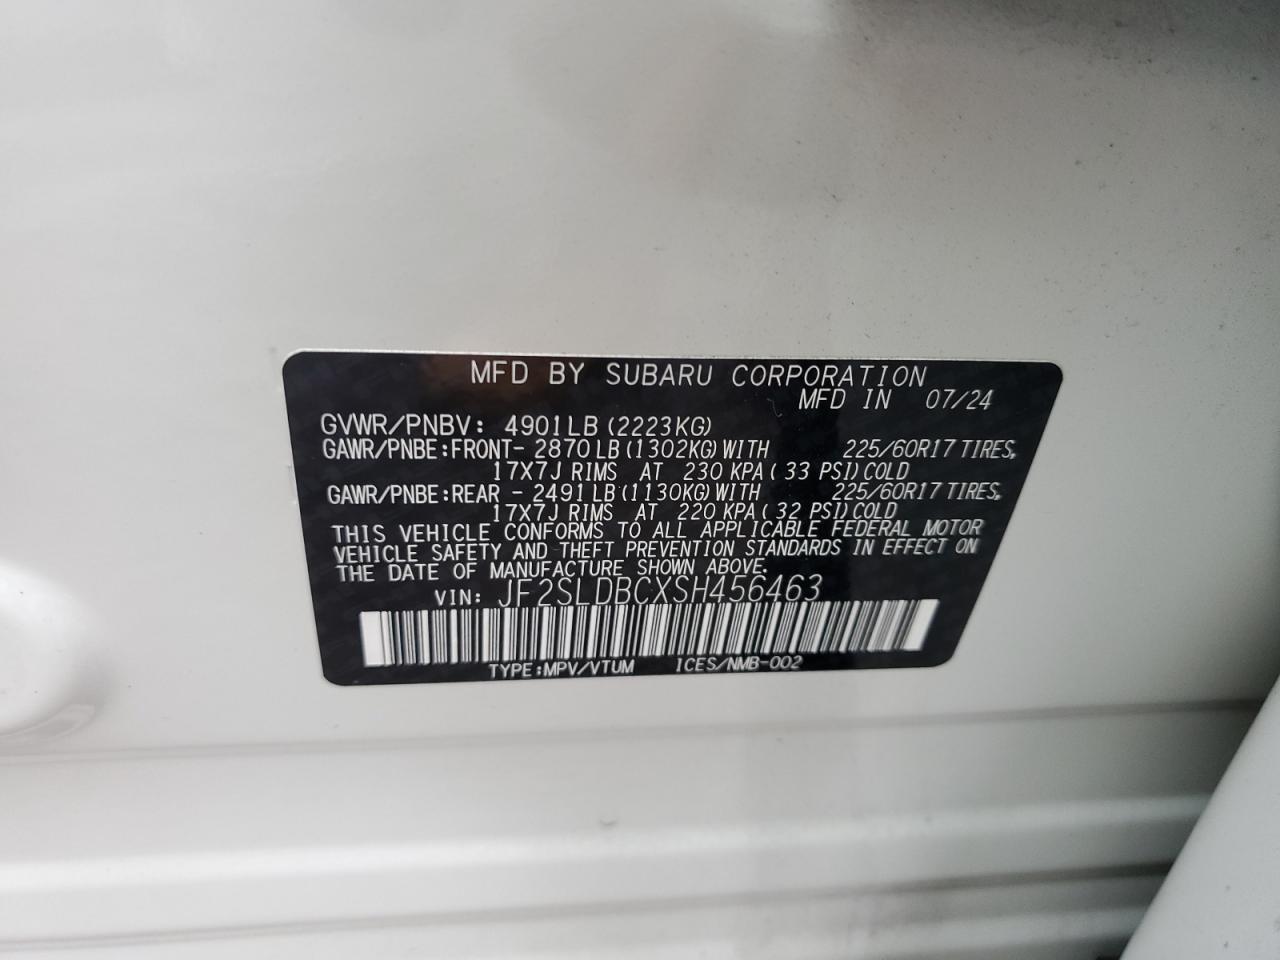 MFD BY SUBARU CORPORATION
MFD IN 07/24
GVWR/PNBV: 4901LB (2223KG)
GAWR/PNBE:FRONT- 2870 LB (1302KG) WITH 225/60R17 TIRES,
17X7J RIMS AT 230 KPA ( 33 PSI) COLD
GAWR/PNBE:REAR - 2491 LB (1130KG) WITH 225/60R17 TIRES,
17X7J RIMS AT 220 KPA ( 32 PSI) COLD
THIS VEHICLE CONFORMS TO ALL APPLICABLE FEDERAL MOTOR
VEHICLE SAFETY AND THEFT PREVENTION STANDARDS IN EFFECT ON
THE DATE OF MANUFACTURE SHOWN ABOVE.
VIN: JF2SLDBCXSH456463
TYPE:MPV/VTUM ICES/NMB-002